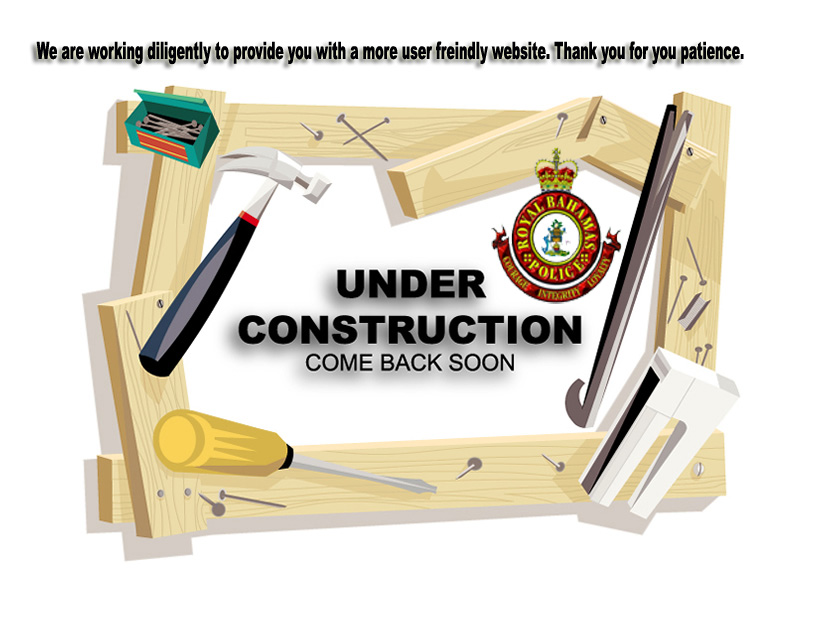 We are working diligently to provide you with a more user freindly website. Thank you for you patience.
ROYAL BAHAMAS
POLICE
COURAGE INTEGRITY LOYALTY
UNDER
CONSTRUCTION
COME BACK SOON